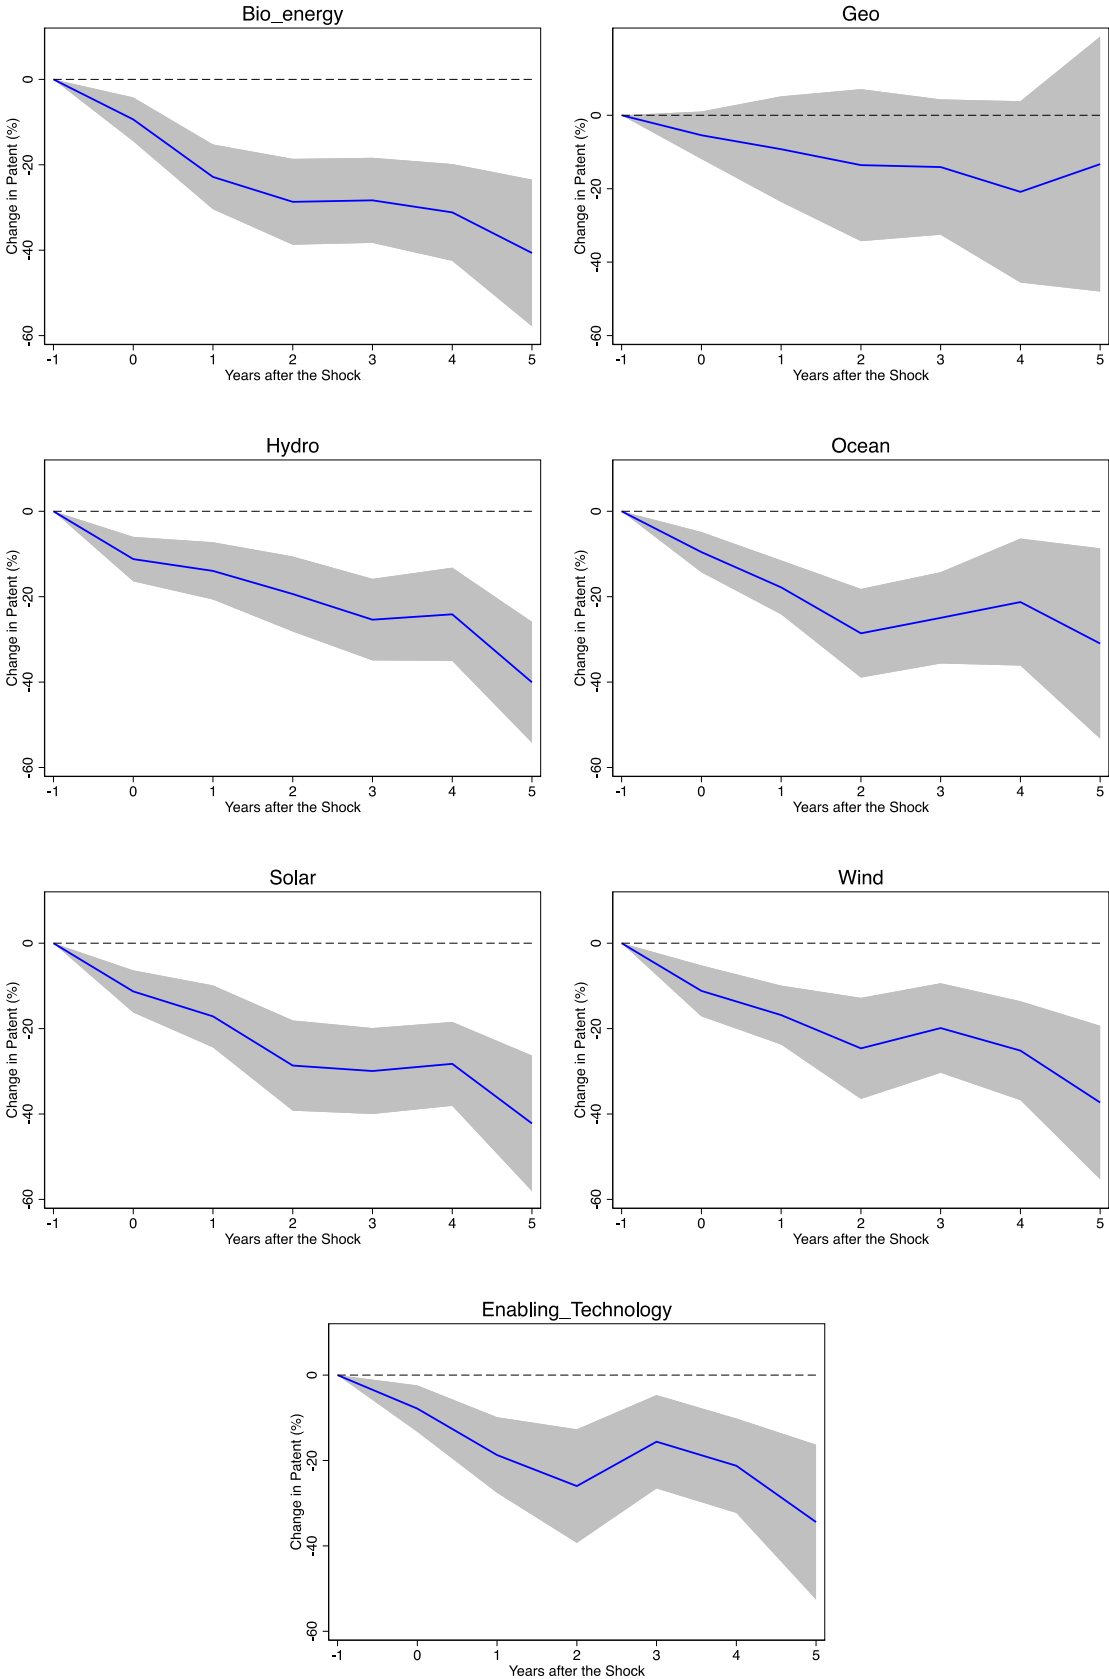 Bio_energy
Change in Patent (%)
0
-20
-40
-60
-1 0 1 2 3 4 5
Years after the Shock
Geo
Change in Patent (%)
0
-20
-40
-60
-1 0 1 2 3 4 5
Years after the Shock
Hydro
Change in Patent (%)
0
-20
-40
-60
-1 0 1 2 3 4 5
Years after the Shock
Ocean
Change in Patent (%)
0
-20
-40
-60
-1 0 1 2 3 4 5
Years after the Shock
Solar
Change in Patent (%)
0
-20
-40
-60
-1 0 1 2 3 4 5
Years after the Shock
Wind
Change in Patent (%)
0
-20
-40
-60
-1 0 1 2 3 4 5
Years after the Shock
Enabling_Technology
Change in Patent (%)
0
-20
-40
-60
-1 0 1 2 3 4 5
Years after the Shock